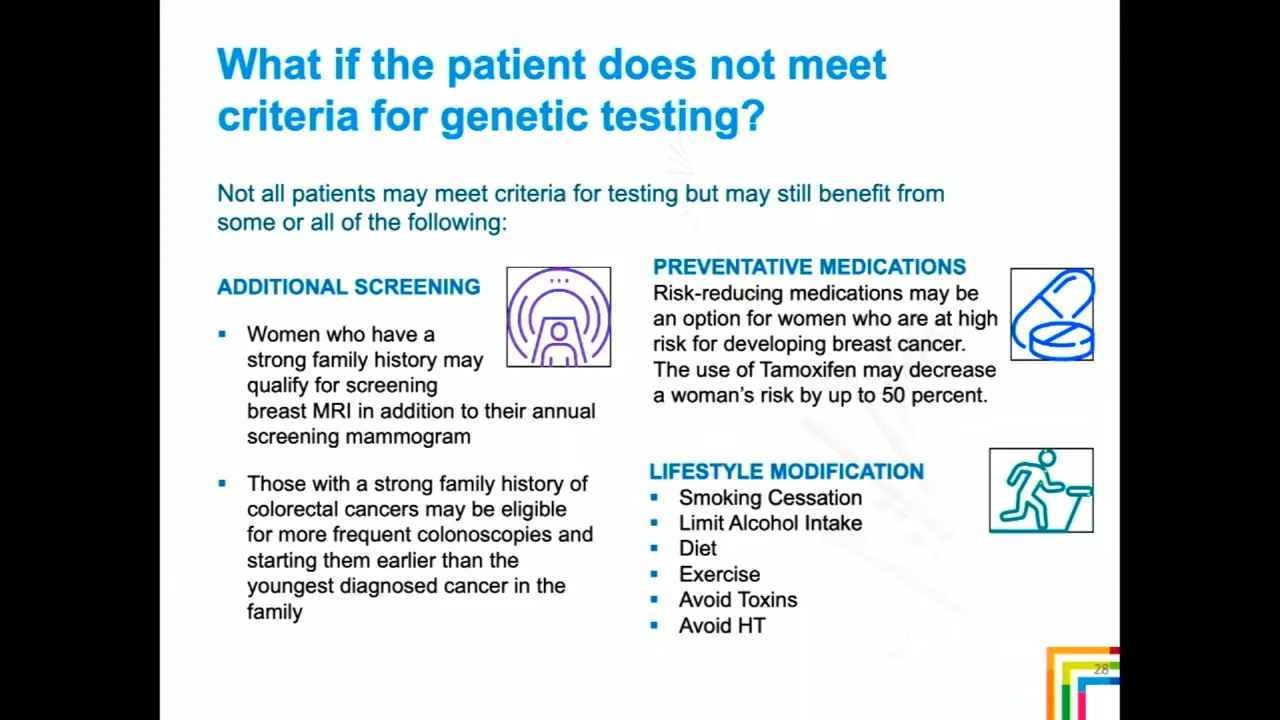 What if the patient does not meet
criteria for genetic testing?
Not all patients may meet criteria for testing but may still benefit from
some or all of the following:
ADDITIONAL SCREENING
▪ Women who have a
strong family history may
qualify for screening
breast MRI in addition to their annual
screening mammogram
▪ Those with a strong family history of
colorectal cancers may be eligible
for more frequent colonoscopies and
starting them earlier than the
youngest diagnosed cancer in the
family
PREVENTATIVE MEDICATIONS
Risk-reducing medications may be
an option for women who are at high
risk for developing breast cancer.
The use of Tamoxifen may decrease
a woman’s risk by up to 50 percent.
LIFESTYLE MODIFICATION
▪ Smoking Cessation
▪ Limit Alcohol Intake
▪ Diet
▪ Exercise
▪ Avoid Toxins
▪ Avoid HT
28